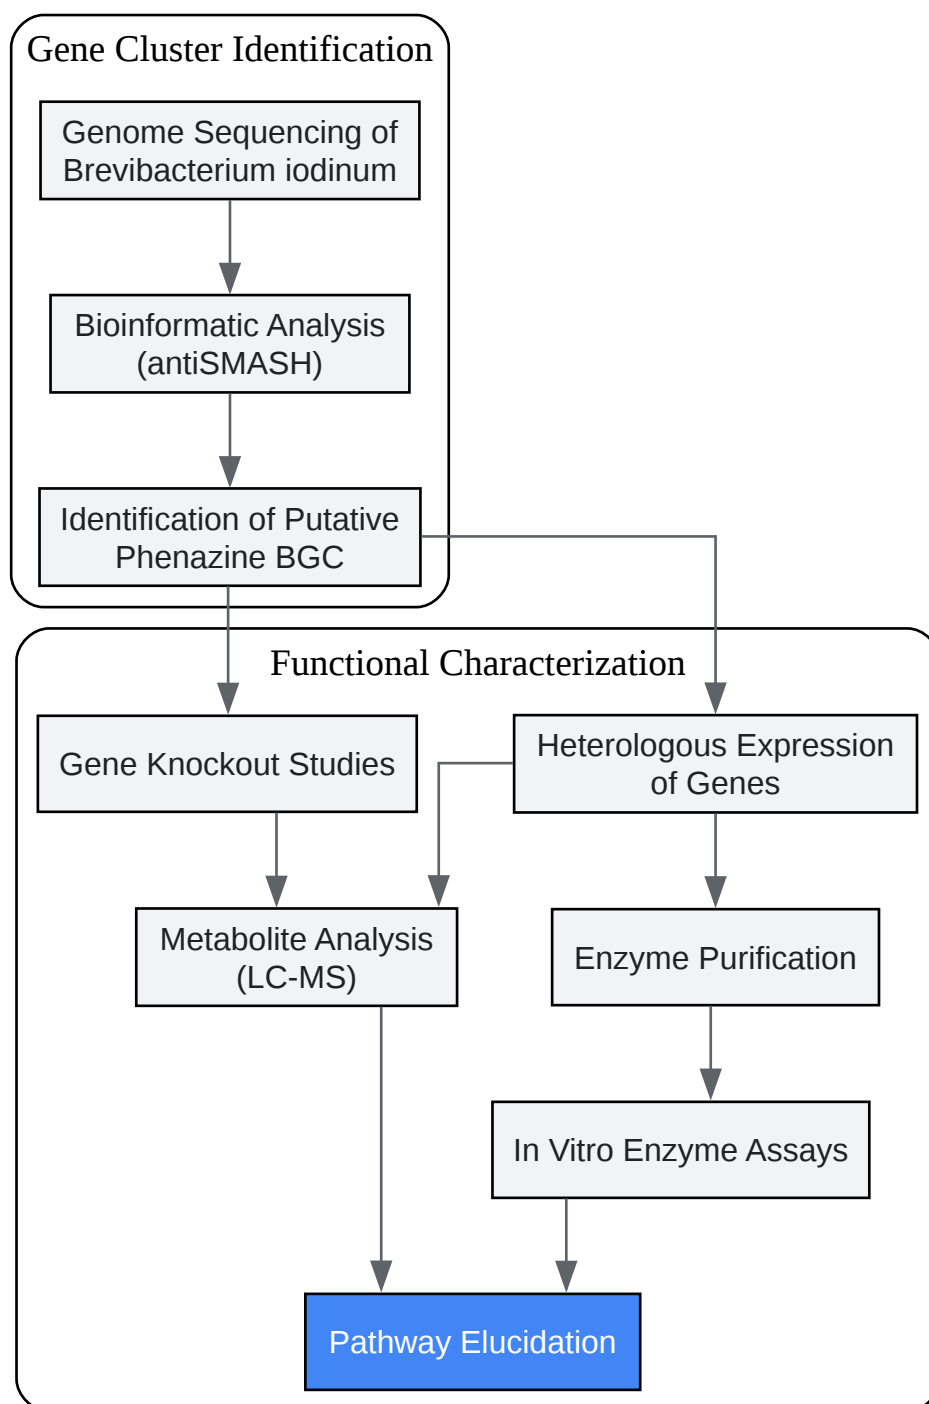 Gene Cluster Identification
Genome Sequencing of
Brevibacterium iodinum
Bioinformatic Analysis
(antiSMASH)
Identification of Putative
Phenazine BGC
Functional Characterization
Gene Knockout Studies
Heterologous Expression
of Genes
Metabolite Analysis
(LC-MS)
Enzyme Purification
In Vitro Enzyme Assays
Pathway Elucidation